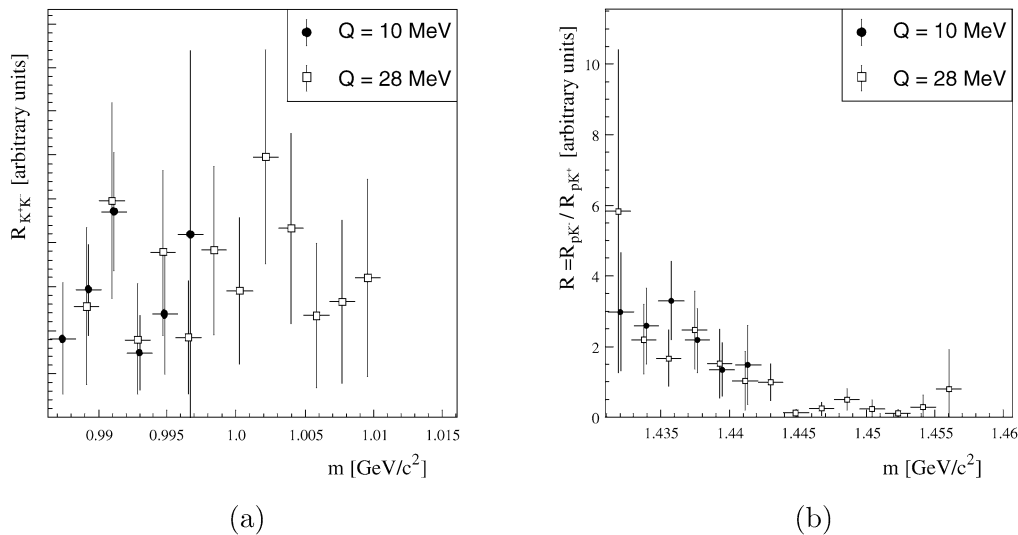 Q = 10 MeV
Q = 28 MeV
R_{K^+K^-} [arbitrary units]
0.99 0.995 1.0 1.005 1.01 1.015
m [GeV/c²]
(a)
Q = 10 MeV
Q = 28 MeV
R =R_{pK^-} / R_{pK^+} [arbitrary units]
10
8
6
4
2
0
1.435 1.44 1.445 1.45 1.455 1.46
m [GeV/c²]
(b)